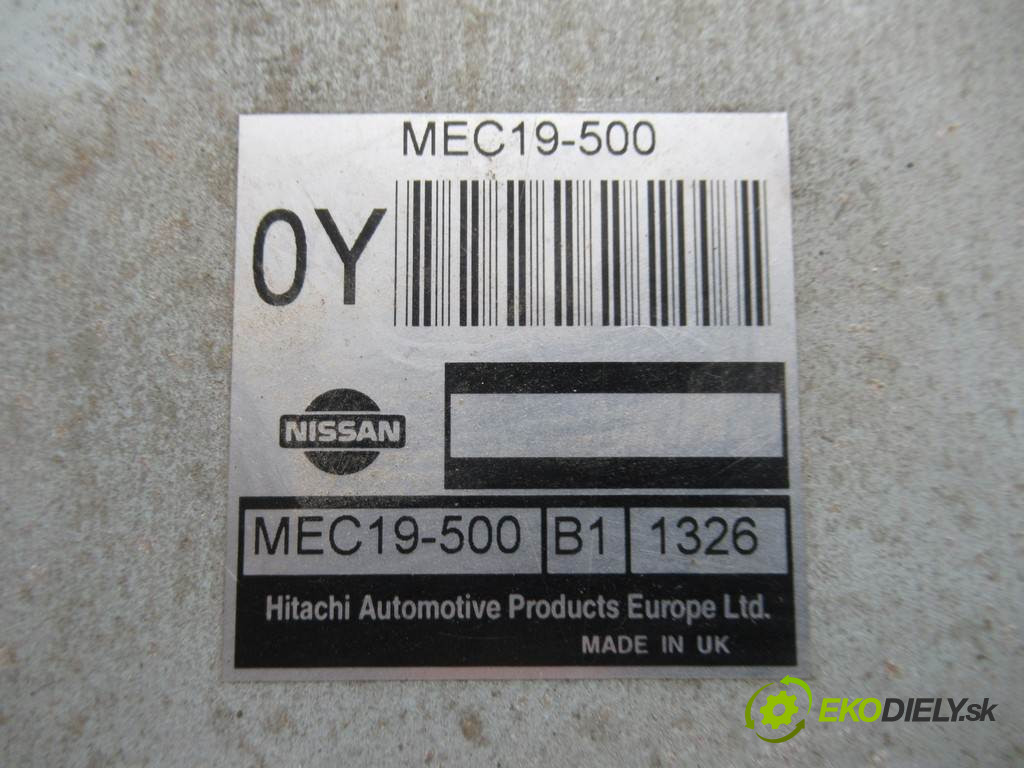 MEC19-500
0Y
NISSAN
MEC19-500 B1 1326
Hitachi Automotive Products Europe Ltd.
MADE IN UK
EKODIELY.sk